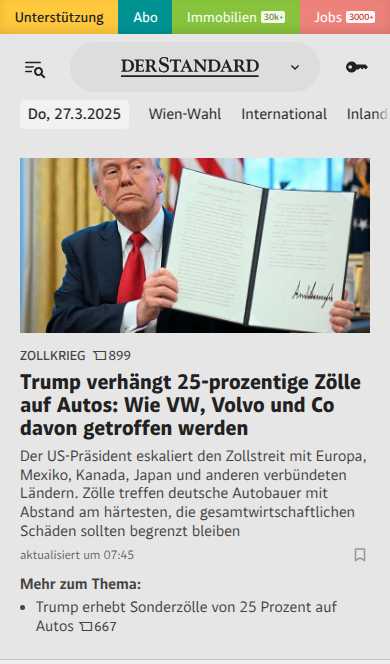 Unterstützung Abo Immobilien 30k+ Jobs 3000+
DERSTANDARD
Do, 27.3.2025 Wien-Wahl International Inland
ZOLLKRIEG 899
Trump verhängt 25-prozentige Zölle
auf Autos: Wie VW, Volvo und Co
davon getroffen werden
Der US-Präsident eskaliert den Zollstreit mit Europa,
Mexiko, Kanada, Japan und anderen verbündeten
Ländern. Zölle treffen deutsche Autobauer mit
Abstand am härtesten, die gesamtwirtschaftlichen
Schäden sollten begrenzt bleiben
aktualisiert um 07:45
Mehr zum Thema:
• Trump erhebt Sonderzölle von 25 Prozent auf
Autos 667